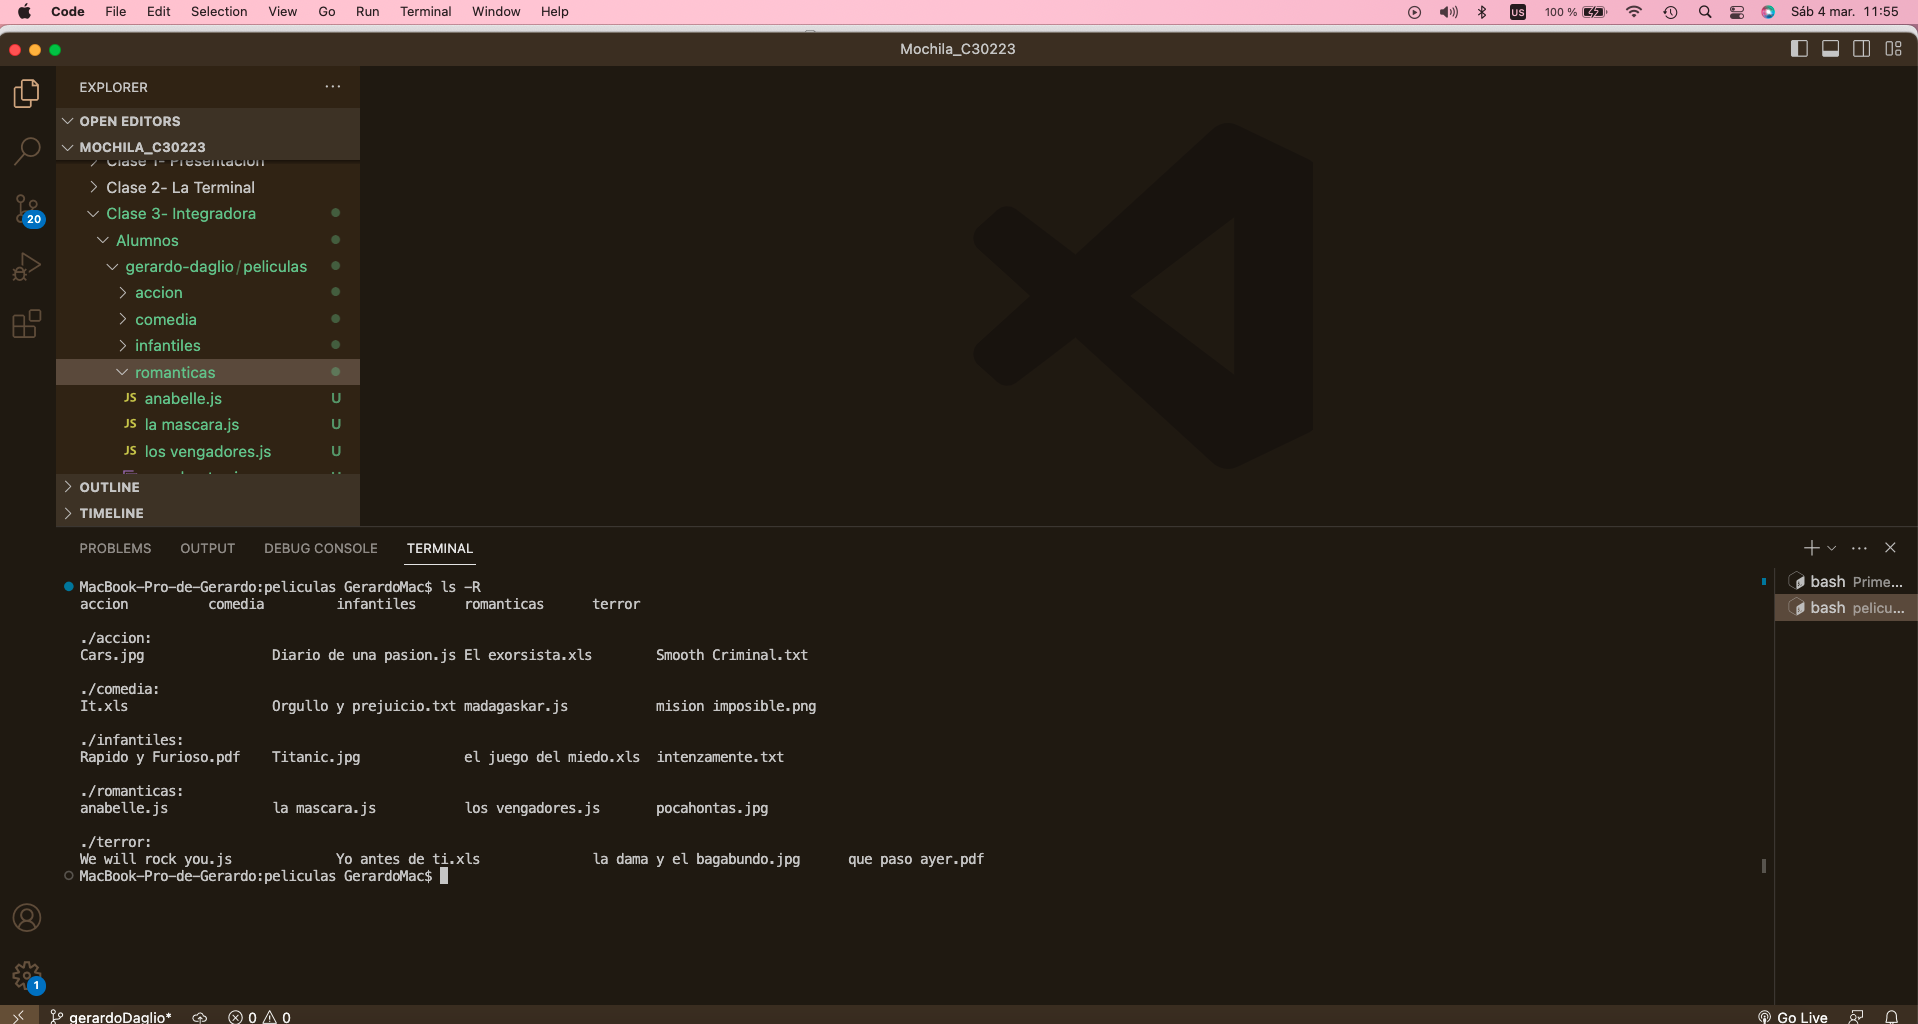 Code File Edit Selection View Go Run Terminal Window Help US 100 % Sáb 4 mar. 11:55
Mochila_C30223
EXPLORER
OPEN EDITORS
MOCHILA_C30223
Clase 1- Presentacion
Clase 2- La Terminal
20
Clase 3- Integradora
Alumnos
gerardo-daglio/peliculas
accion
comedia
infantiles
romanticas
JS anabelle.js U
JS la mascara.js U
JS los vengadores.js U
OUTLINE
TIMELINE
PROBLEMS OUTPUT DEBUG CONSOLE TERMINAL
MacBook-Pro-de-Gerardo:peliculas GerardoMac$ ls -R
accion comedia infantiles romanticas terror
./accion:
Cars.jpg Diario de una pasion.js El exorsista.xls Smooth Criminal.txt
./comedia:
It.xls Orgullo y prejuicio.txt madagaskar.js mision imposible.png
./infantiles:
Rapido y Furioso.pdf Titanic.jpg el juego del miedo.xls intenzamente.txt
./romanticas:
anabelle.js la mascara.js los vengadores.js pocahontas.jpg
./terror:
We will rock you.js Yo antes de ti.xls la dama y el bagabundo.jpg que paso ayer.pdf
MacBook-Pro-de-Gerardo:peliculas GerardoMac$
bash Prime...
bash pelicu...
1
gerardoDaglio* 0 0 Go Live